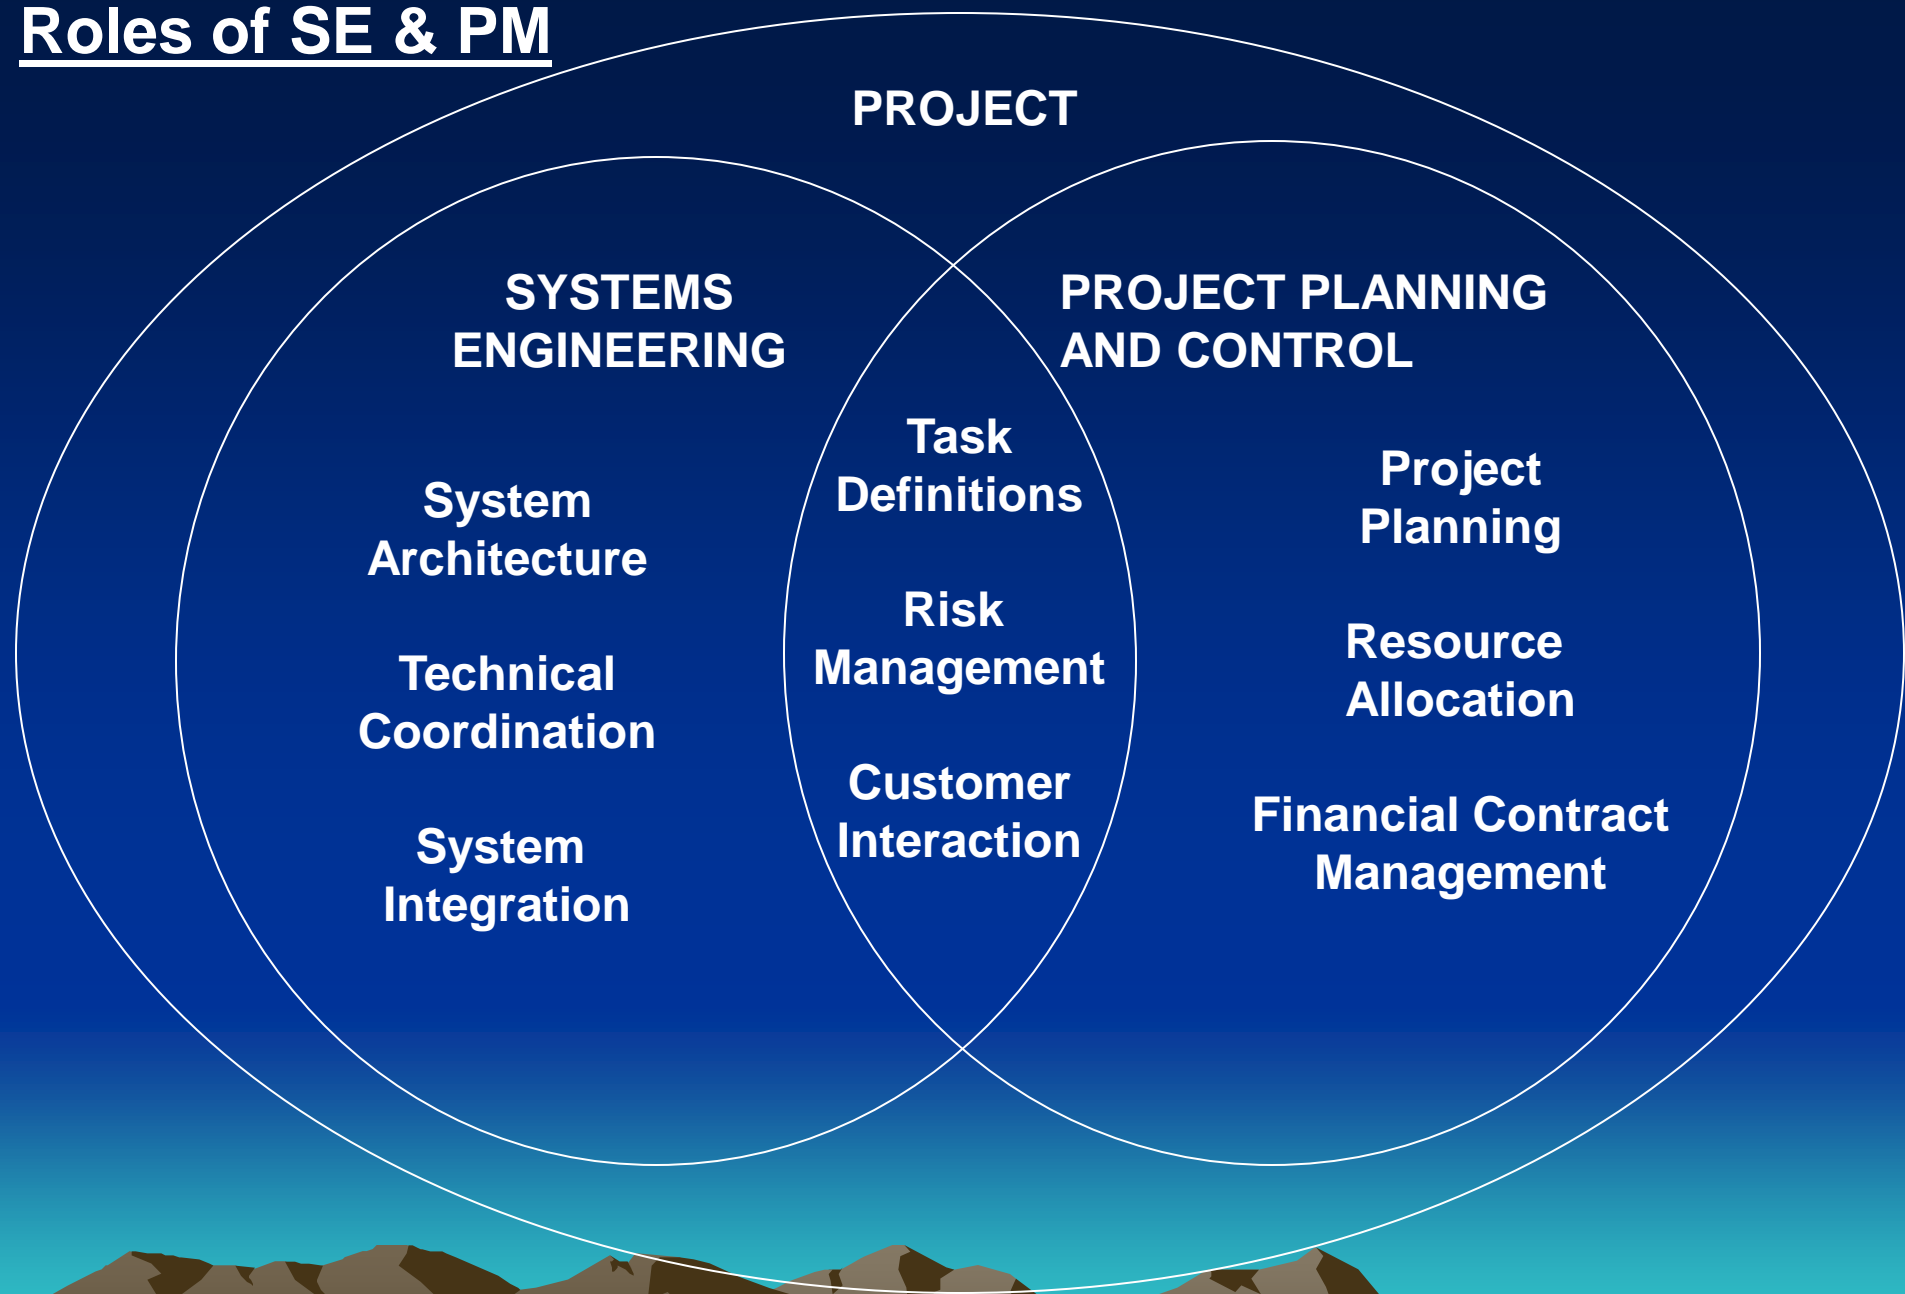 Roles of SE & PM
PROJECT
SYSTEMS
ENGINEERING
System
Architecture
Technical
Coordination
System
Integration
Task
Definitions
Risk
Management
Customer
Interaction
PROJECT PLANNING
AND CONTROL
Project
Planning
Resource
Allocation
Financial Contract
Management